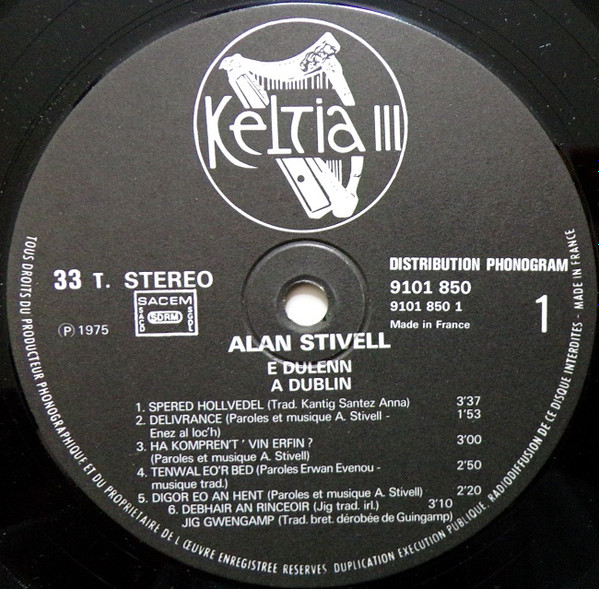 KelTia III
33 T. STEREO
SACEM
SACD
SDRM
SGDL
Ⓟ 1975
DISTRIBUTION PHONOGRAM
9101 850
9101 850 1
Made in France
1
ALAN STIVELL
E DULENN
A DUBLIN
1. SPERED HOLLVEDEL (Trad. Kantig Santez Anna) 3'37
2. DELIVRANCE (Paroles et musique A. Stivell - 1'53
Enez al loc'h)
3. HA KOMPREN'T ' VIN ERFIN ? 3'00
(Paroles et musique A. Stivell)
4. TENWAL EO'R BED (Paroles Erwan Evenou - 2'50
musique trad.)
5. DIGOR EO AN HENT (Paroles et musique A. Stivell) 2'20
6. DEBHAIR AN RINCEOIR (Jig trad. irl.) 3'10
JIG GWENGAMP (Trad. bret. dérobée de Guingamp)
TOUS DROITS DU PRODUCTEUR PHONOGRAPHIQUE ET DU PROPRIETAIRE DE L'ŒUVRE ENREGISTREE RESERVES DUPLICATION EXECUTION PUBLIQUE, RADIODIFFUSION DE CE DISQUE INTERDITES - MADE IN FRANCE